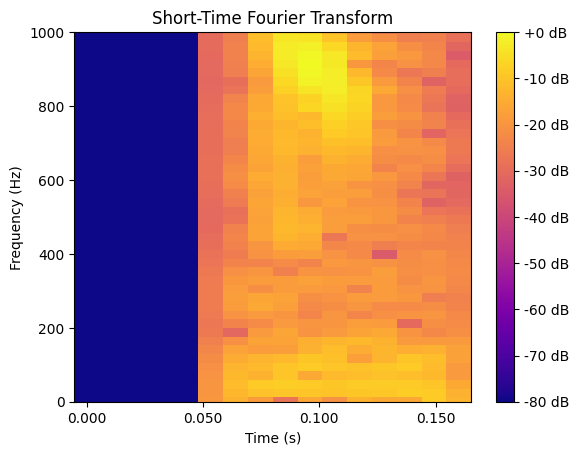 Short-Time Fourier Transform
1000
800
600
400
200
0
Frequency (Hz)
0.000
0.050
0.100
0.150
Time (s)
+0 dB
-10 dB
-20 dB
-30 dB
-40 dB
-50 dB
-60 dB
-70 dB
-80 dB